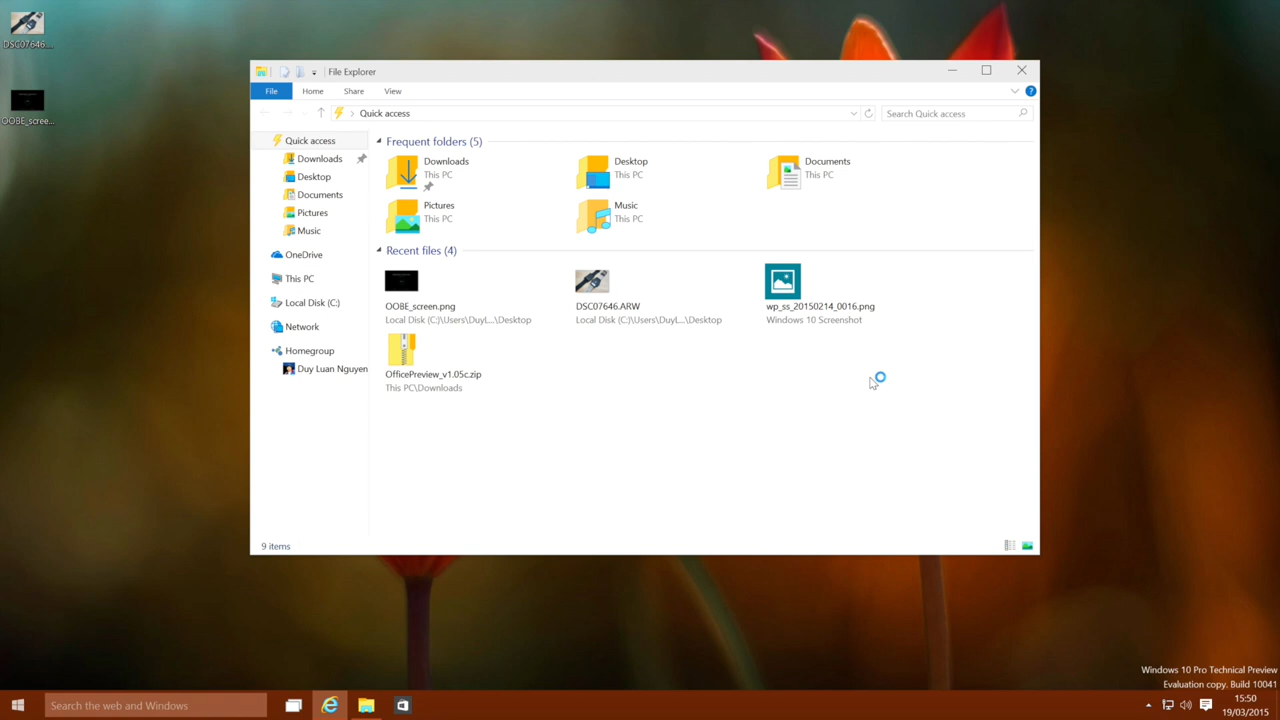 DSC07646....
OOBE_scree...
File Explorer
File Home Share View
Quick access
Search Quick access
Quick access
Downloads
Desktop
Documents
Pictures
Music
OneDrive
This PC
Local Disk (C:)
Network
Homegroup
Duy Luan Nguyen
Frequent folders (5)
Downloads
This PC
Desktop
This PC
Documents
This PC
Pictures
This PC
Music
This PC
Recent files (4)
OOBE_screen.png
Local Disk (C:)\Users\DuyL...\Desktop
DSC07646.ARW
Local Disk (C:)\Users\DuyL...\Desktop
wp_ss_20150214_0016.png
Windows 10 Screenshot
OfficePreview_v1.05c.zip
This PC\Downloads
9 items
Windows 10 Pro Technical Preview
Evaluation copy. Build 10041
Search the web and Windows
15:50
19/03/2015